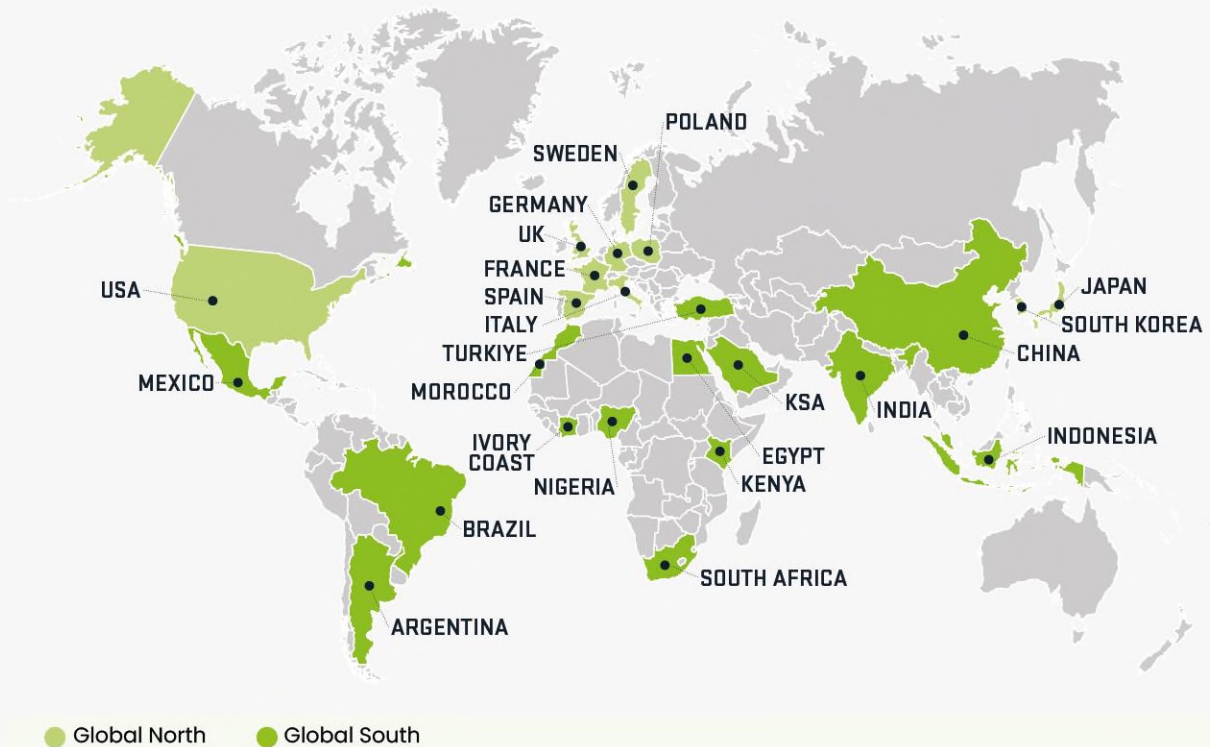 POLAND
SWEDEN
GERMANY
UK
FRANCE
SPAIN
ITALY
TURKIYE
MOROCCO
USA
MEXICO
JAPAN
SOUTH KOREA
CHINA
KSA
INDIA
IVORY
COAST
NIGERIA
EGYPT
KENYA
INDONESIA
BRAZIL
SOUTH AFRICA
ARGENTINA
Global North
Global South